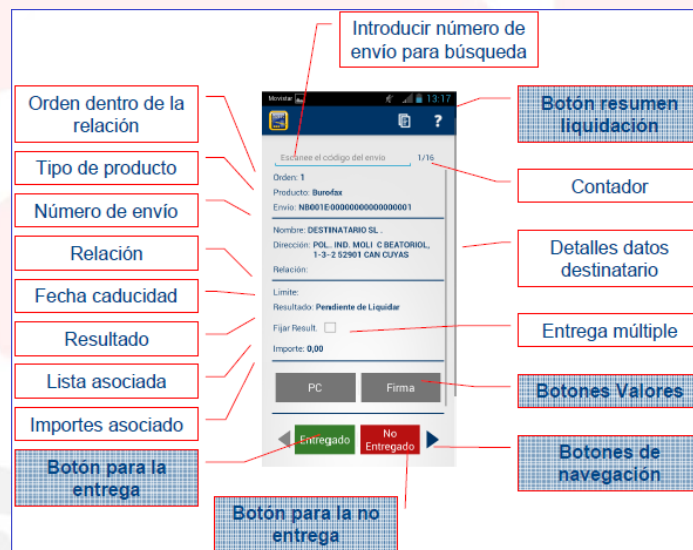 Introducir número de
envío para búsqueda
Orden dentro de la
relación
Tipo de producto
Número de envío
Relación
Fecha caducidad
Resultado
Lista asociada
Importes asociado
Botón para la
entrega
Movistar
13:17
?
Escanee el código del envío
1/16
Orden: 1
Producto: Burofax
Envío: NB001E00000000000000001
Nombre: DESTINATARIO SL .
Dirección: POL. IND. MOLI C BEATORIOL,
1-3-2 52901 CAN CUYAS
Relación:
Límite:
Resultado: Pendiente de Liquidar
Fijar Result.
Importe: 0,00
PC
Firma
Entregado
No
Entregado
Botón resumen
liquidación
Contador
Detalles datos
destinatario
Entrega múltiple
Botones Valores
Botones de
navegación
Botón para la no
entrega